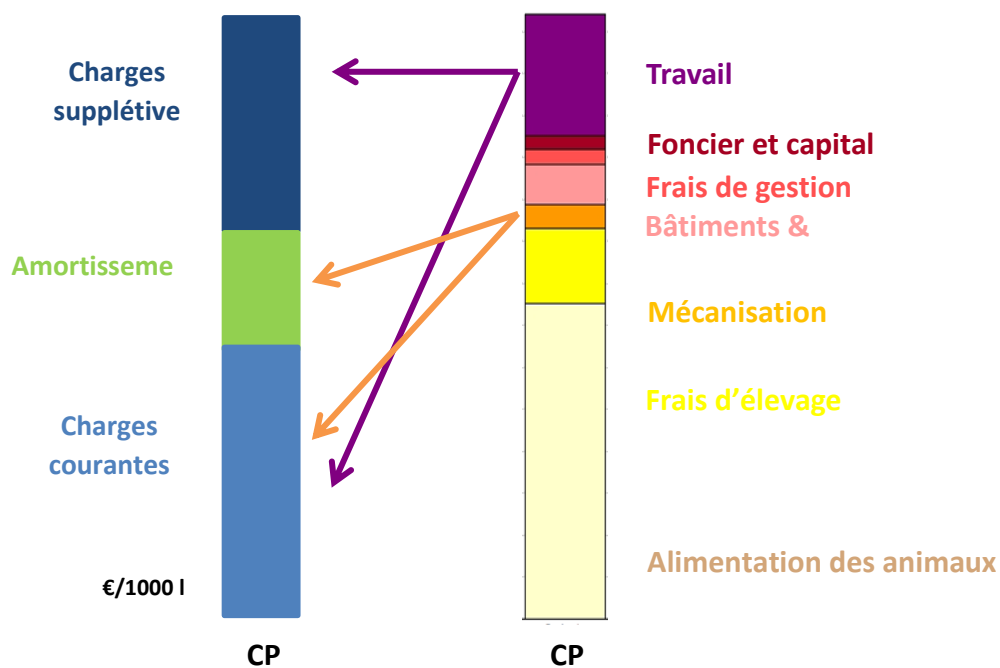 Charges
supplétive
Amortisseme
Charges
courantes
€/1000 l
CP
Travail
Foncier et capital
Frais de gestion
Bâtiments &
Mécanisation
Frais d’élevage
Alimentation des animaux
CP